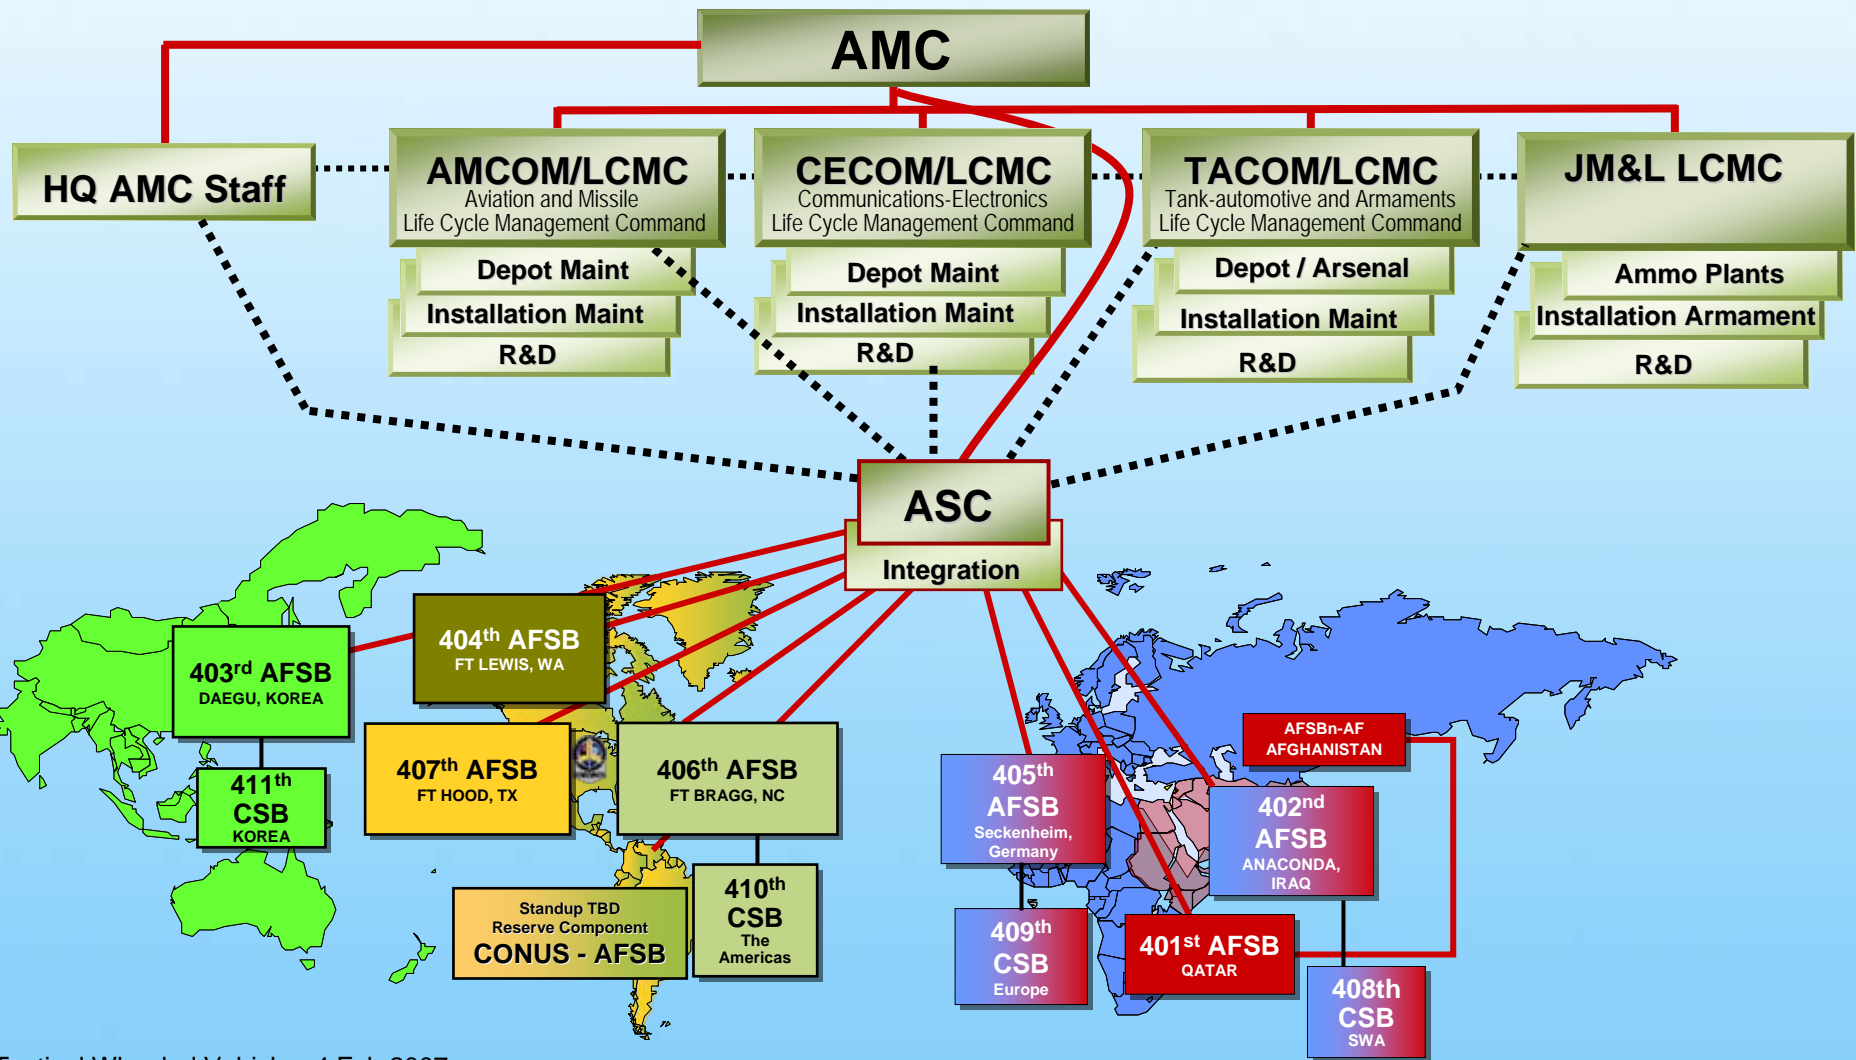 AMC
HQ AMC Staff
AMCOM/LCMC
Aviation and Missile
Life Cycle Management Command
Depot Maint
Installation Maint
R&D
CECOM/LCMC
Communications-Electronics
Life Cycle Management Command
Depot Maint
Installation Maint
R&D
TACOM/LCMC
Tank-automotive and Armaments
Life Cycle Management Command
Depot / Arsenal
Installation Maint
R&D
JM&L LCMC
Ammo Plants
Installation Armament
R&D
ASC
Integration
403rd AFSB
DAEGU, KOREA
411th
CSB
KOREA
404th AFSB
FT LEWIS, WA
407th AFSB
FT HOOD, TX
406th AFSB
FT BRAGG, NC
410th
CSB
The
Americas
Standup TBD
Reserve Component
CONUS - AFSB
405th
AFSB
Seckenheim,
Germany
409th
CSB
Europe
AFSBn-AF
AFGHANISTAN
402nd
AFSB
ANACONDA,
IRAQ
401st AFSB
QATAR
408th
CSB
SWA